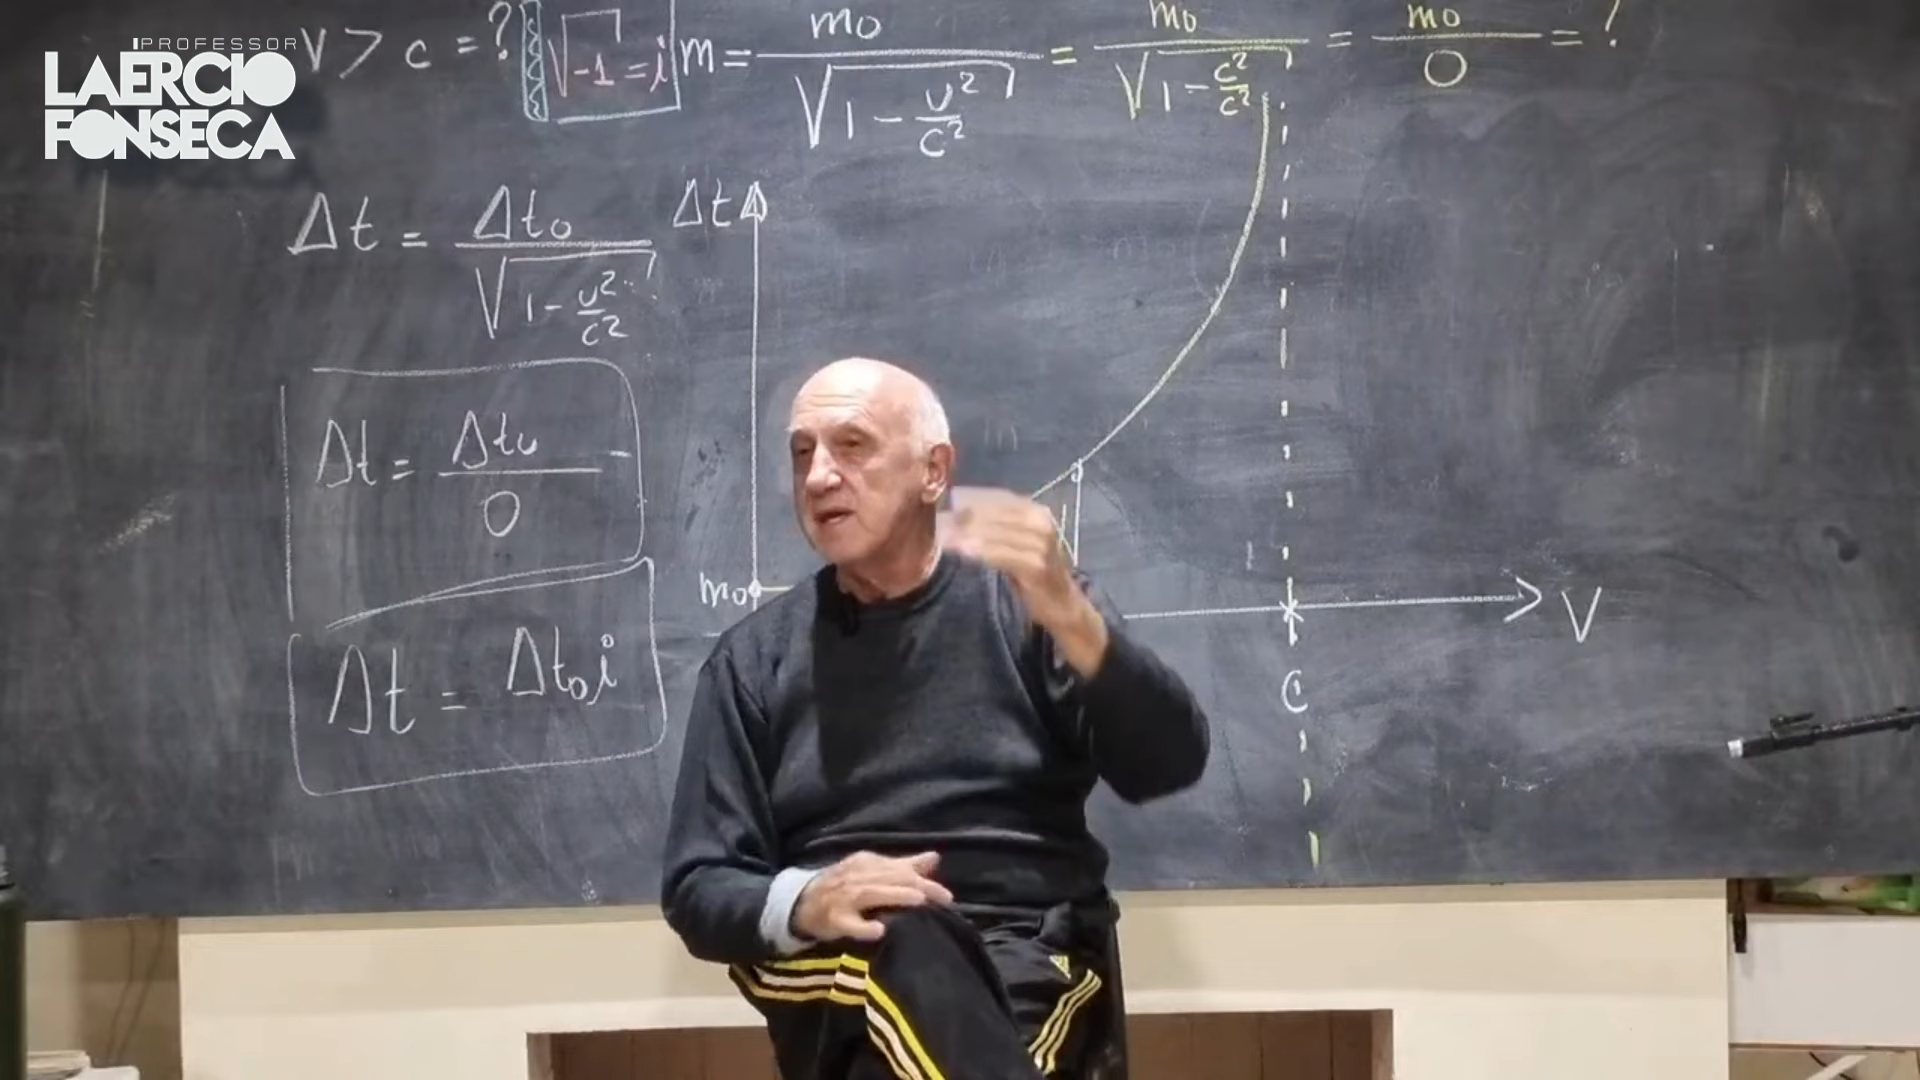 PROFESSOR
LAERCIO
FONSECA
V > c = ?
√-1 = i
m = m₀ / √(1 - v²/c²) = m₀ / √(1 - c²/c²) = m₀ / 0 = ?
Δt = Δt₀ / √(1 - v²/c²)
Δt
Δt = Δt₀ / 0
m₀
V
Δt = Δt₀i
C